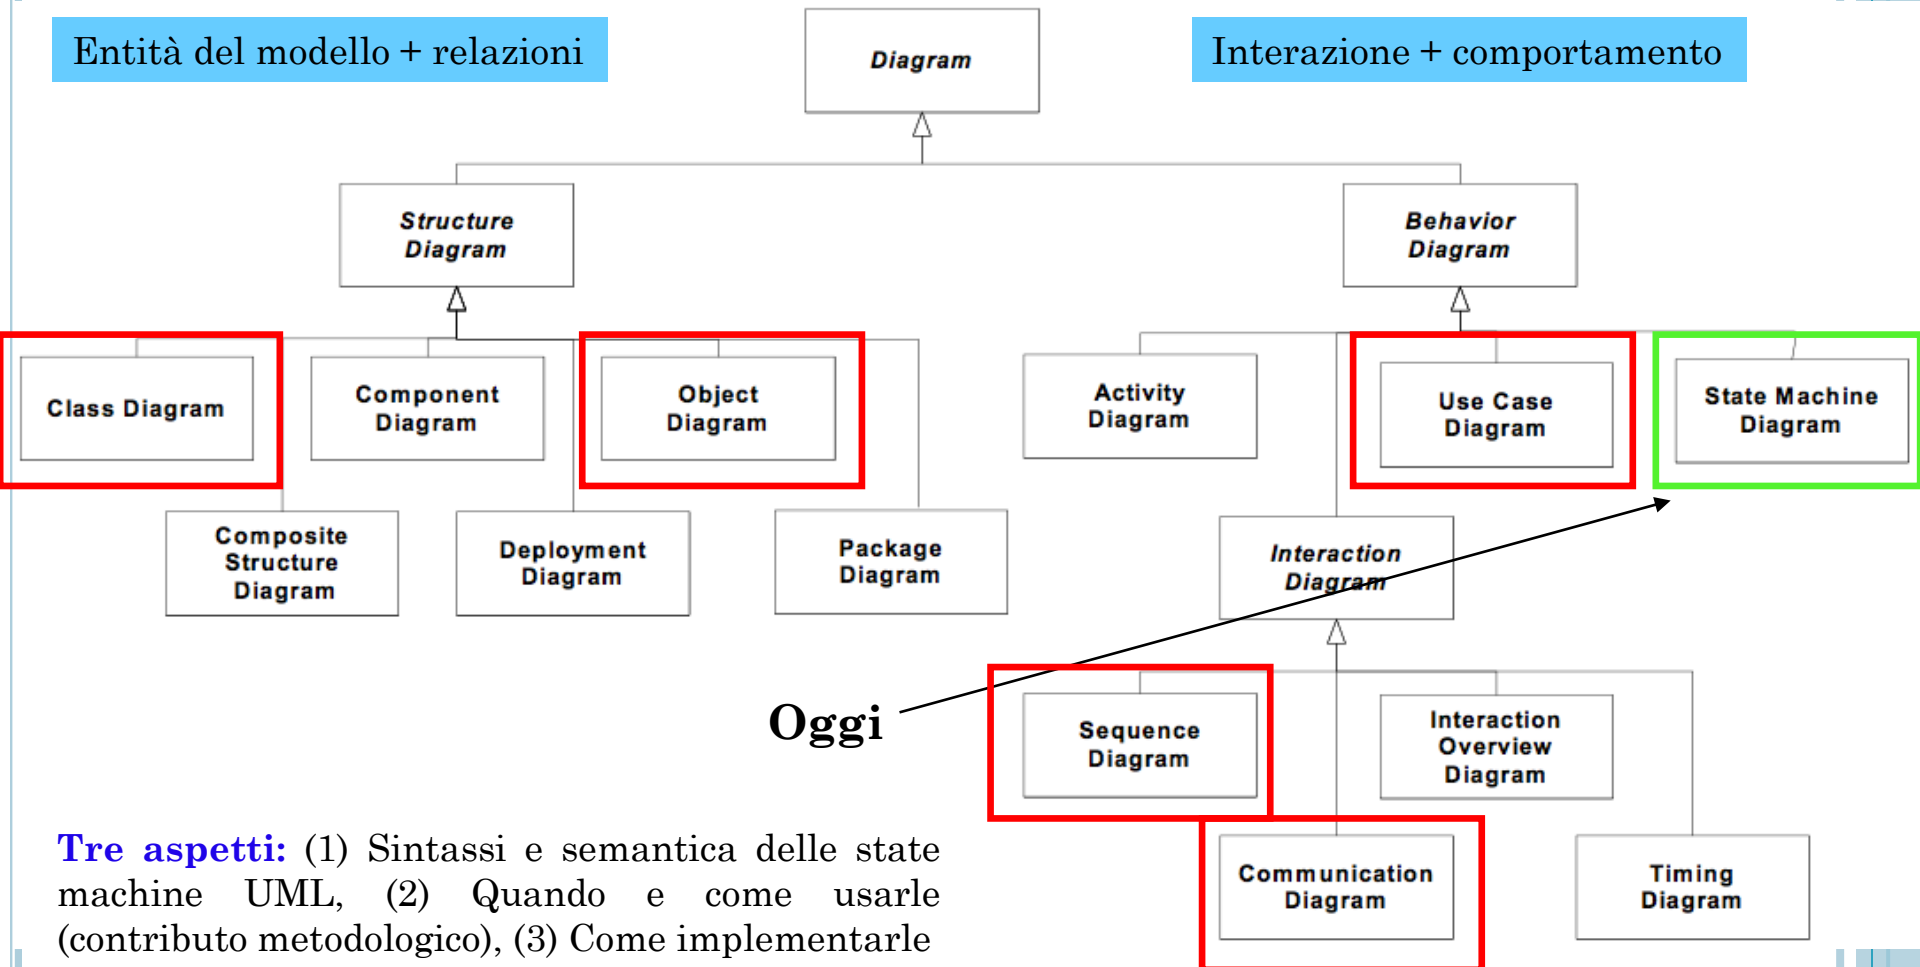 Entità del modello + relazioni
Diagram
Interazione + comportamento
Structure
Diagram
Behavior
Diagram
Class Diagram
Component
Diagram
Object
Diagram
Activity
Diagram
Use Case
Diagram
State Machine
Diagram
Composite
Structure
Diagram
Deployment
Diagram
Package
Diagram
Interaction
Diagram
Oggi
Sequence
Diagram
Interaction
Overview
Diagram
Communication
Diagram
Timing
Diagram
Tre aspetti: (1) Sintassi e semantica delle state
machine UML, (2) Quando e come usarle
(contributo metodologico), (3) Come implementarle